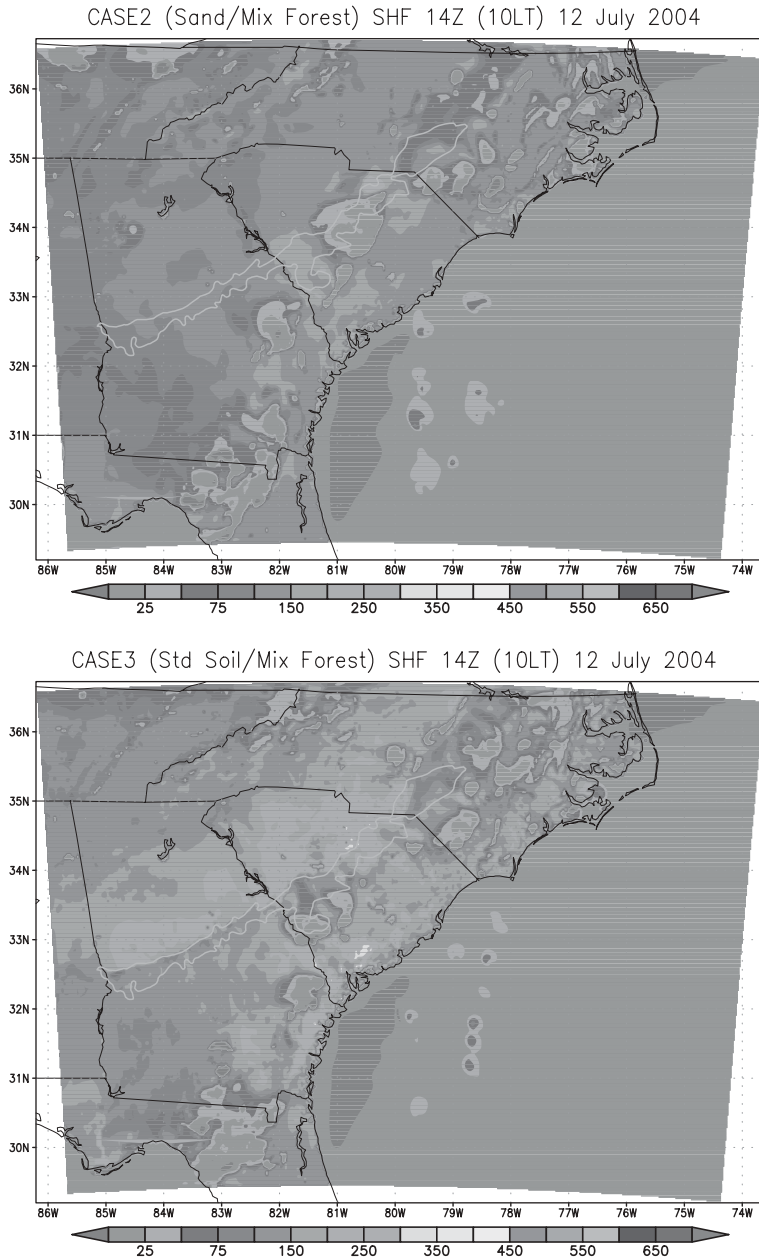 CASE2 (Sand/Mix Forest) SHF 14Z (10LT) 12 July 2004
36N
35N
34N
33N
32N
31N
30N
86W 85W 84W 83W 82W 81W 80W 79W 78W 77W 76W 75W 74W
25 75 150 250 350 450 550 650
CASE3 (Std Soil/Mix Forest) SHF 14Z (10LT) 12 July 2004
36N
35N
34N
33N
32N
31N
30N
86W 85W 84W 83W 82W 81W 80W 79W 78W 77W 76W 75W 74W
25 75 150 250 350 450 550 650